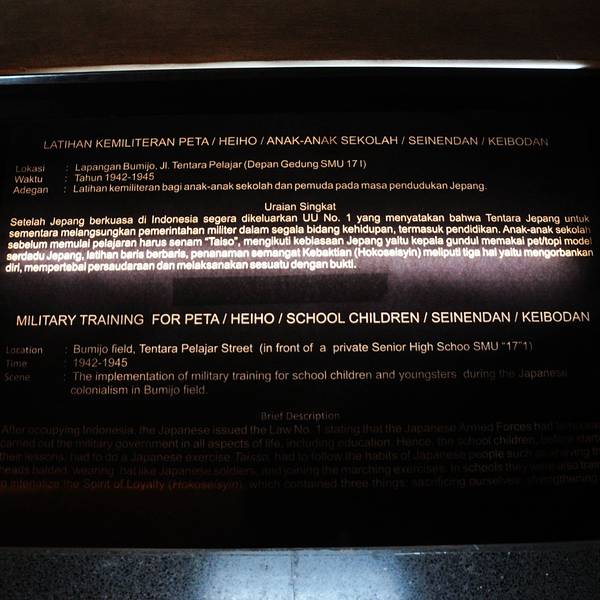 LATIHAN KEMILITERAN PETA / HEIHO / ANAK-ANAK SEKOLAH / SEINENDAN / KEIBODAN
Lokasi : Lapangan Bumijo, Jl. Tentara Pelajar (Depan Gedung SMU 17 I)
Waktu : Tahun 1942-1945
Adegan : Latihan kemiliteran bagi anak-anak sekolah dan pemuda pada masa pendudukan Jepang.
Uraian Singkat
Setelah Jepang berkuasa di Indonesia segera dikeluarkan UU No. 1 yang menyatakan bahwa Tentara Jepang untuk
sementara melangsungkan pemerintahan militer dalam segala bidang kehidupan, termasuk pendidikan. Anak-anak sekolah
sebelum memulai pelajaran harus senam "Taiso", mengikuti kebiasaan Jepang yaitu kepala gundul memakai pet/topi model
serdadu Jepang, latihan baris berbaris, penanaman semangat Kebaktian (Hokoseisyin) meliputi tiga hal yaitu mengorbankan
diri, mempertebal persaudaraan dan melaksanakan sesuatu dengan bukti.
MILITARY TRAINING FOR PETA / HEIHO / SCHOOL CHILDREN / SEINENDAN / KEIBODAN
Location : Bumijo field, Tentara Pelajar Street (in front of a private Senior High Schoo SMU "17"1)
Time : 1942-1945
Scene : The implementation of military training for school children and youngsters during the Japanese
colonialism in Bumijo field.
Brief Description
After occupying Indonesia, the Japanese issued the Law No. 1 stating that the Japanese Armed Forces had
carried out the military government in all aspects of life, including education. Hence, the school children, before
their lessons, had to do a Japanese exercise Taiso, had to follow the habits of Japanese people such as
heads balded, wearing hat like Japanese soldiers, and joining the marching exercises. In schools they were also
to internalize the Spirit of Loyalty (Hokoseisyin), which contained three things: sacrificing ourselves, strengthening